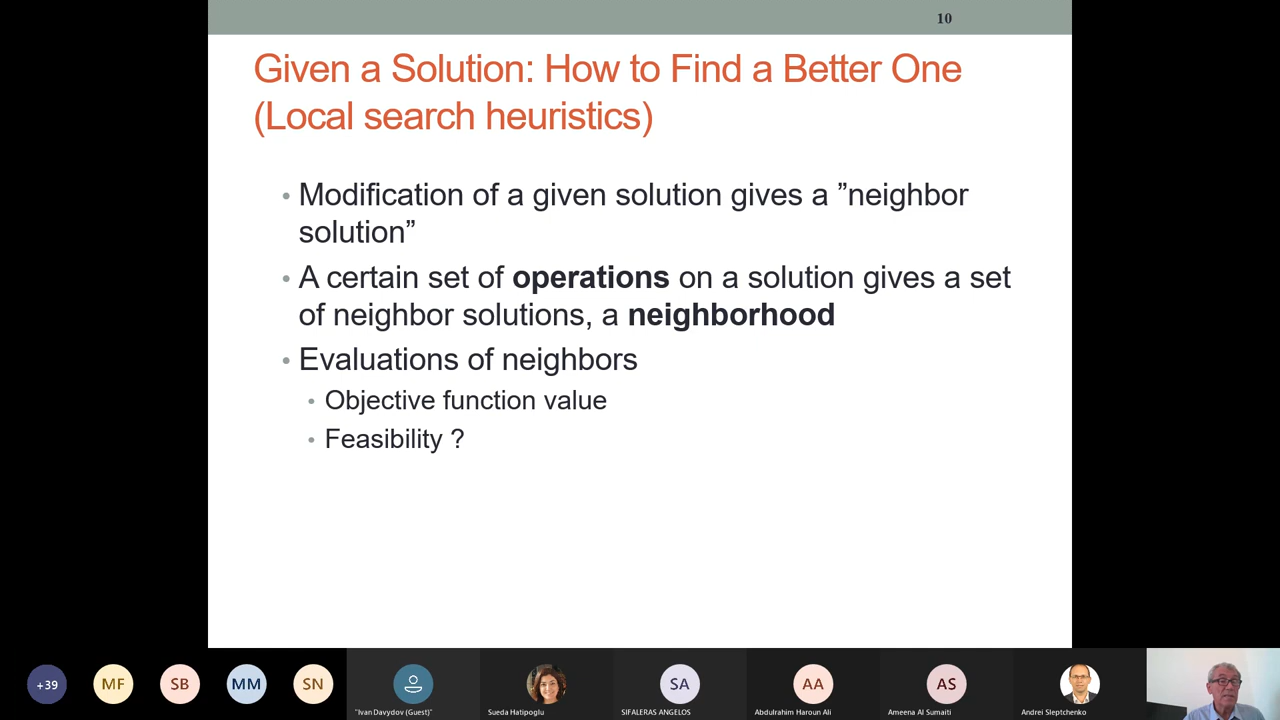 10
Given a Solution: How to Find a Better One
(Local search heuristics)
• Modification of a given solution gives a ”neighbor
solution”
• A certain set of operations on a solution gives a set
of neighbor solutions, a neighborhood
• Evaluations of neighbors
• Objective function value
• Feasibility ?
+39
MF
SB
MM
SN
SA
AA
AS
"Ivan Davydov (Guest)"
Sueda Hatipoglu
SIFALERAS ANGELOS
Abdulrahim Haroun Ali
Ameena Al Sumaiti
Andrei Sleptchenko